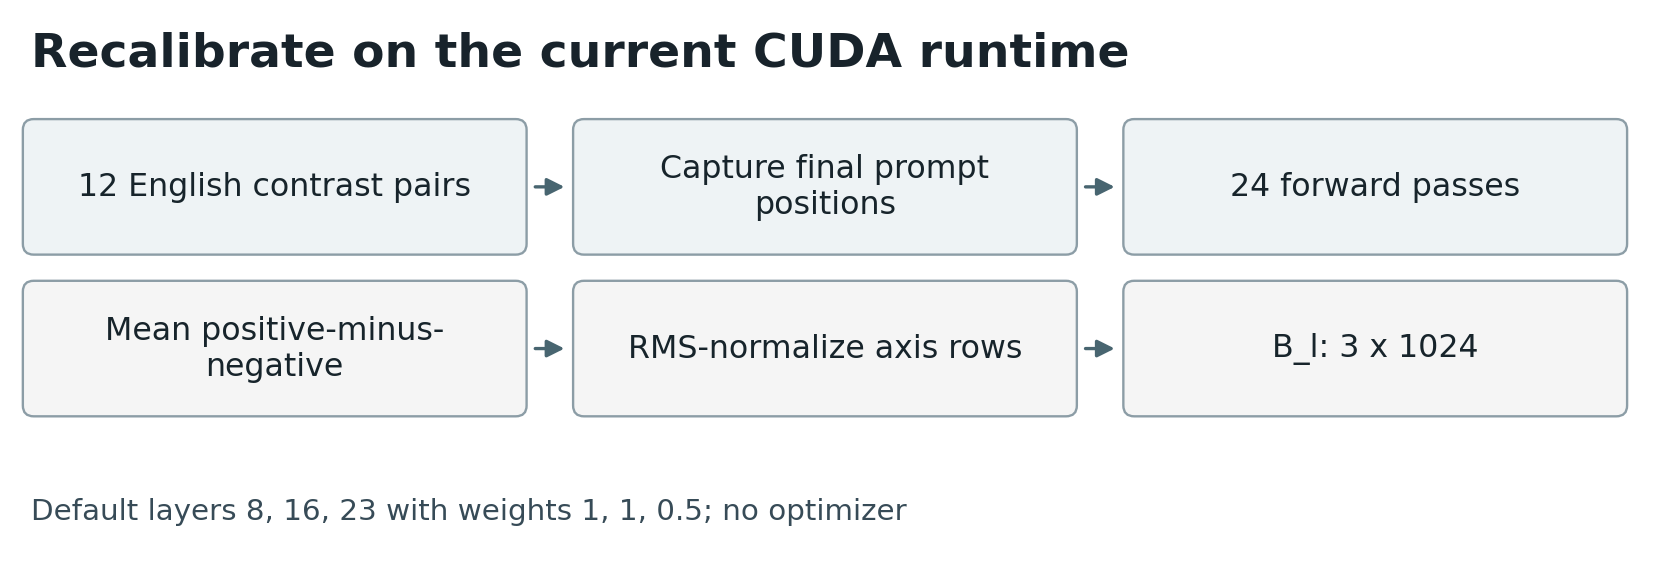 Recalibrate on the current CUDA runtime
12 English contrast pairs
Capture final prompt
positions
24 forward passes
Mean positive-minus-
negative
RMS-normalize axis rows
B_l: 3 x 1024
Default layers 8, 16, 23 with weights 1, 1, 0.5; no optimizer